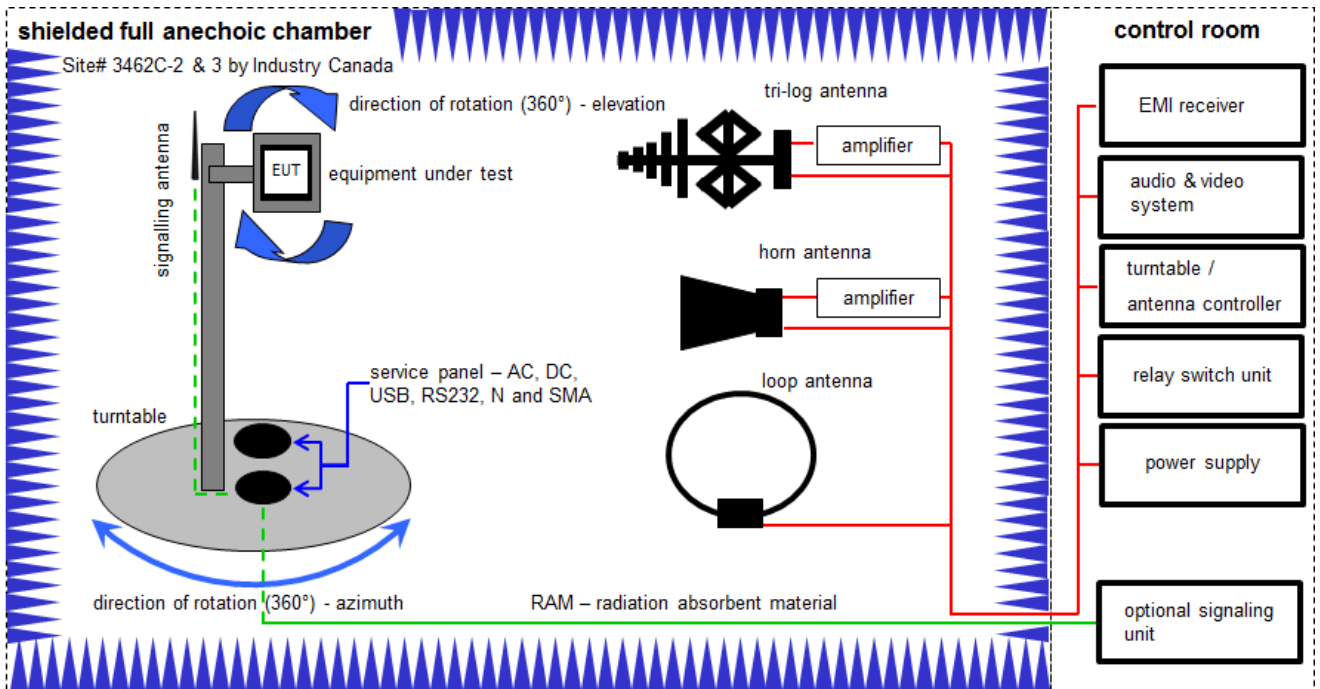 shielded full anechoic chamber
Site# 3462C-2 & 3 by Industry Canada
direction of rotation (360°) - elevation
signalling antenna
EUT
equipment under test
tri-log antenna
amplifier
horn antenna
amplifier
service panel – AC, DC,
USB, RS232, N and SMA
loop antenna
turntable
direction of rotation (360°) - azimuth
RAM – radiation absorbent material
control room
EMI receiver
audio & video
system
turntable /
antenna controller
relay switch unit
power supply
optional signaling
unit